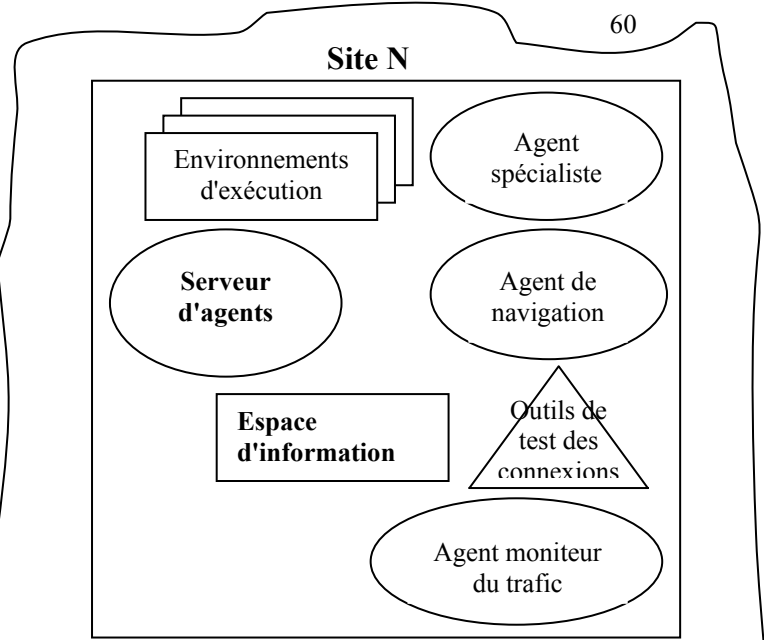 60
Site N
Environnements
d'exécution
Agent
spécialiste
Serveur
d'agents
Agent de
navigation
Espace
d'information
Outils de
test des
connexions
Agent moniteur
du trafic